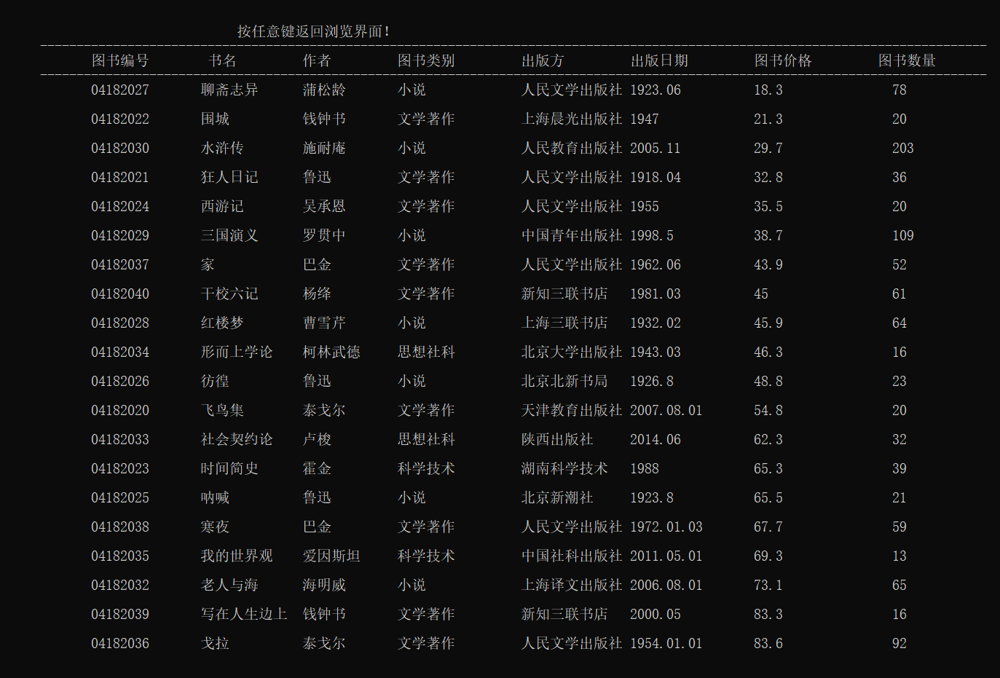 按任意键返回浏览界面!
图书编号 书名 作者 图书类别 出版方 出版日期 图书价格 图书数量
04182027 聊斋志异 蒲松龄 小说 人民文学出版社 1923.06 18.3 78
04182022 围城 钱钟书 文学著作 上海晨光出版社 1947 21.3 20
04182030 水浒传 施耐庵 小说 人民教育出版社 2005.11 29.7 203
04182021 狂人日记 鲁迅 文学著作 人民文学出版社 1918.04 32.8 36
04182024 西游记 吴承恩 文学著作 人民文学出版社 1955 35.5 20
04182029 三国演义 罗贯中 小说 中国青年出版社 1998.5 38.7 109
04182037 家 巴金 文学著作 人民文学出版社 1962.06 43.9 52
04182040 干校六记 杨绛 文学著作 新知三联书店 1981.03 45 61
04182028 红楼梦 曹雪芹 小说 上海三联书店 1932.02 45.9 64
04182034 形而上学论 柯林武德 思想社科 北京大学出版社 1943.03 46.3 16
04182026 彷徨 鲁迅 小说 北京北新书局 1926.8 48.8 23
04182020 飞鸟集 泰戈尔 文学著作 天津教育出版社 2007.08.01 54.8 20
04182033 社会契约论 卢梭 思想社科 陕西出版社 2014.06 62.3 32
04182023 时间简史 霍金 科学技术 湖南科学技术 1988 65.3 39
04182025 呐喊 鲁迅 小说 北京新潮社 1923.8 65.5 21
04182038 寒夜 巴金 文学著作 人民文学出版社 1972.01.03 67.7 59
04182035 我的世界观 爱因斯坦 科学技术 中国社科出版社 2011.05.01 69.3 13
04182032 老人与海 海明威 小说 上海译文出版社 2006.08.01 73.1 65
04182039 写在人生边上 钱钟书 文学著作 新知三联书店 2000.05 83.3 16
04182036 戈拉 泰戈尔 文学著作 人民文学出版社 1954.01.01 83.6 92